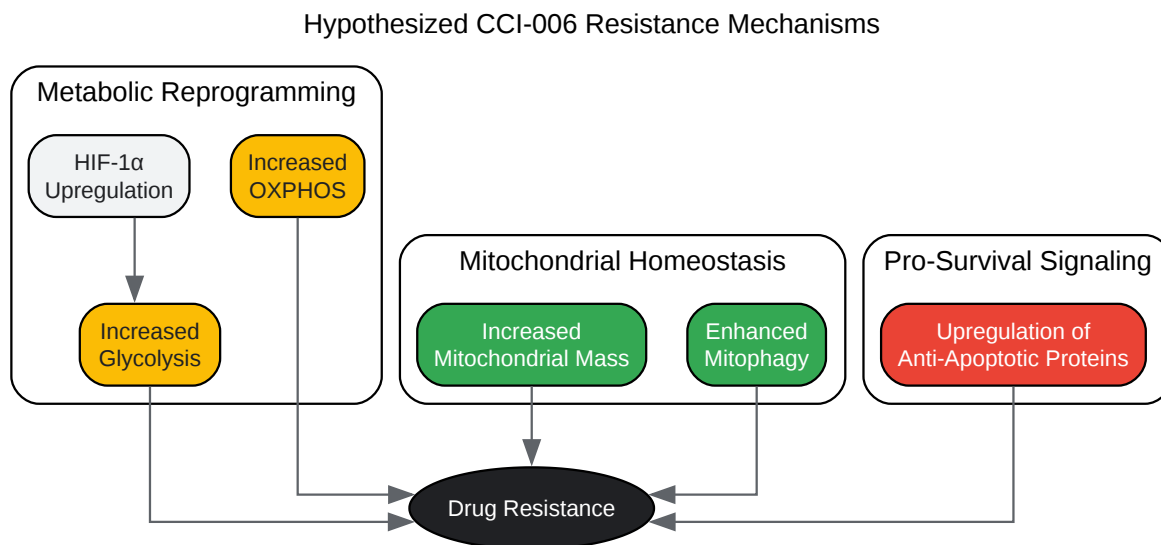 Hypothesized CCI-006 Resistance Mechanisms
Metabolic Reprogramming
HIF-1α
Upregulation
Increased
OXPHOS
Increased
Glycolysis
Mitochondrial Homeostasis
Increased
Mitochondrial Mass
Enhanced
Mitophagy
Pro-Survival Signaling
Upregulation of
Anti-Apoptotic Proteins
Drug Resistance